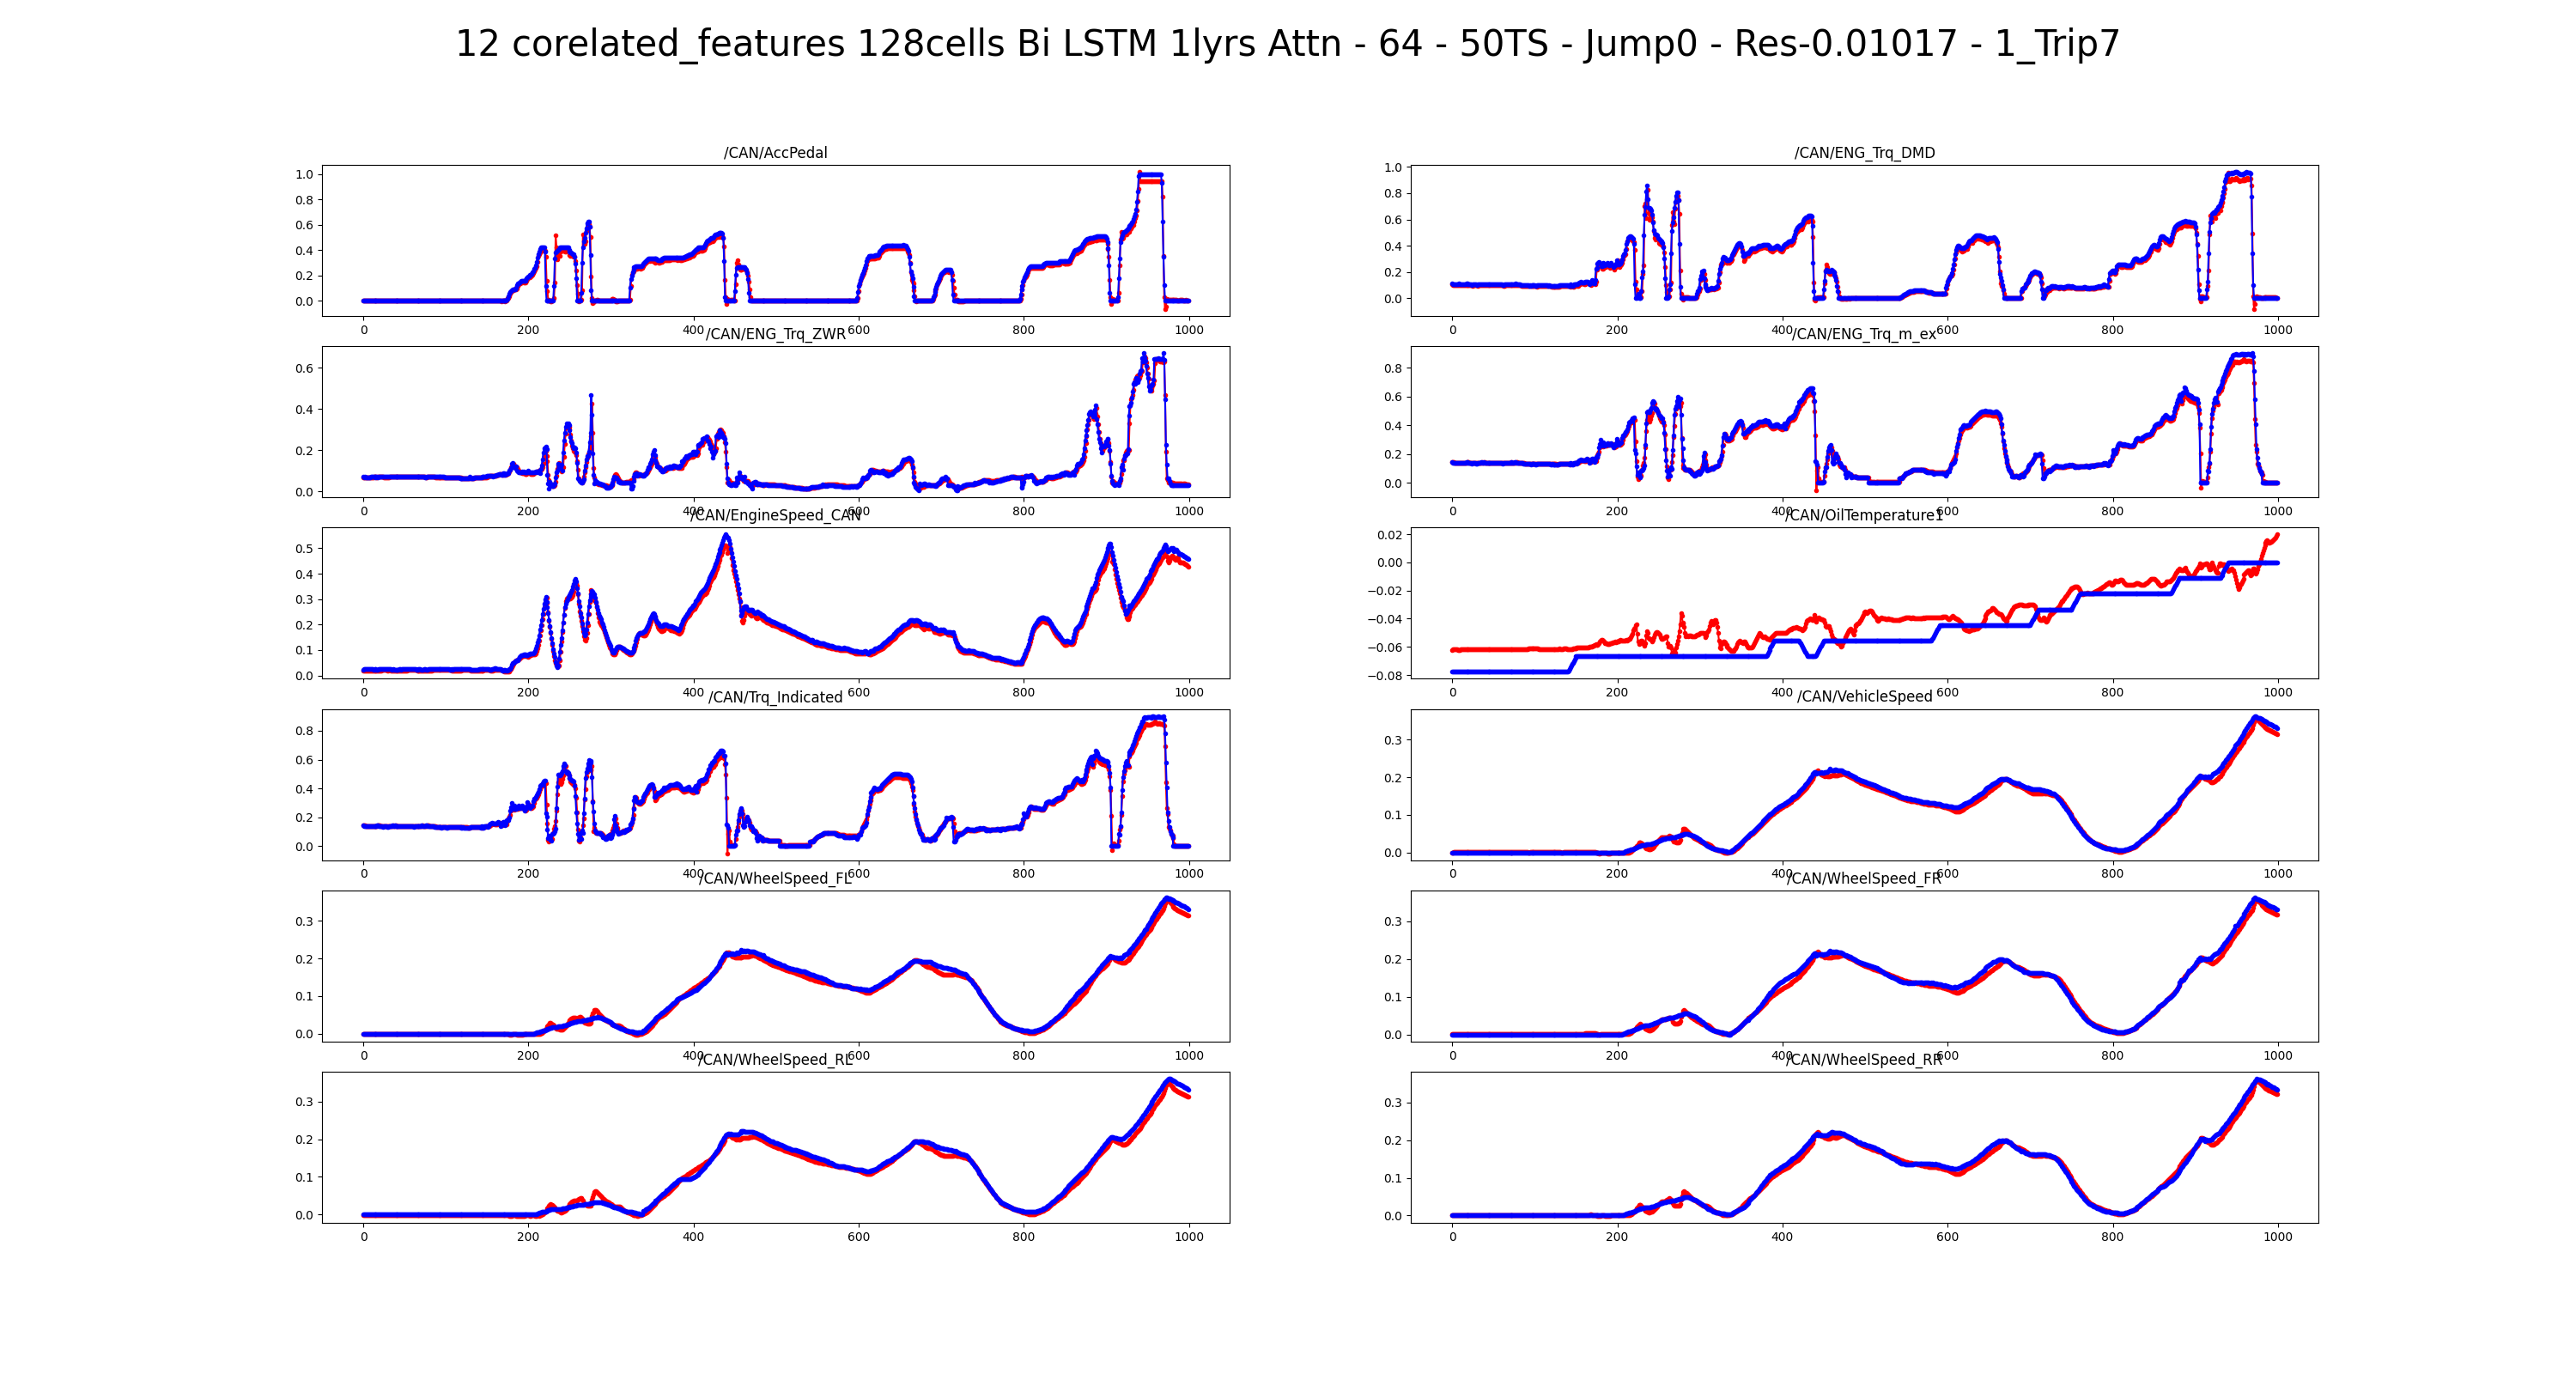 12 corelated_features 128cells Bi LSTM 1lyrs Attn - 64 - 50TS - Jump0 - Res-0.01017 - 1_Trip7
/CAN/AccPedal
1.0
0.8
0.6
0.4
0.2
0.0
0 200 400 600 800 1000
/CAN/ENG_Trq_DMD
1.0
0.8
0.6
0.4
0.2
0.0
0 200 400 600 800 1000
/CAN/ENG_Trq_ZWR
0.6
0.4
0.2
0.0
0 200 400 600 800 1000
/CAN/ENG_Trq_m_ex
0.8
0.6
0.4
0.2
0.0
0 200 400 600 800 1000
/CAN/EngineSpeed_CAN
0.5
0.4
0.3
0.2
0.1
0.0
0 200 400 600 800 1000
/CAN/OilTemperature1
0.02
0.00
−0.02
−0.04
−0.06
−0.08
0 200 400 600 800 1000
/CAN/Trq_Indicated
0.8
0.6
0.4
0.2
0.0
0 200 400 600 800 1000
/CAN/VehicleSpeed
0.3
0.2
0.1
0.0
0 200 400 600 800 1000
/CAN/WheelSpeed_FL
0.3
0.2
0.1
0.0
0 200 400 600 800 1000
/CAN/WheelSpeed_FR
0.3
0.2
0.1
0.0
0 200 400 600 800 1000
/CAN/WheelSpeed_RL
0.3
0.2
0.1
0.0
0 200 400 600 800 1000
/CAN/WheelSpeed_RR
0.3
0.2
0.1
0.0
0 200 400 600 800 1000